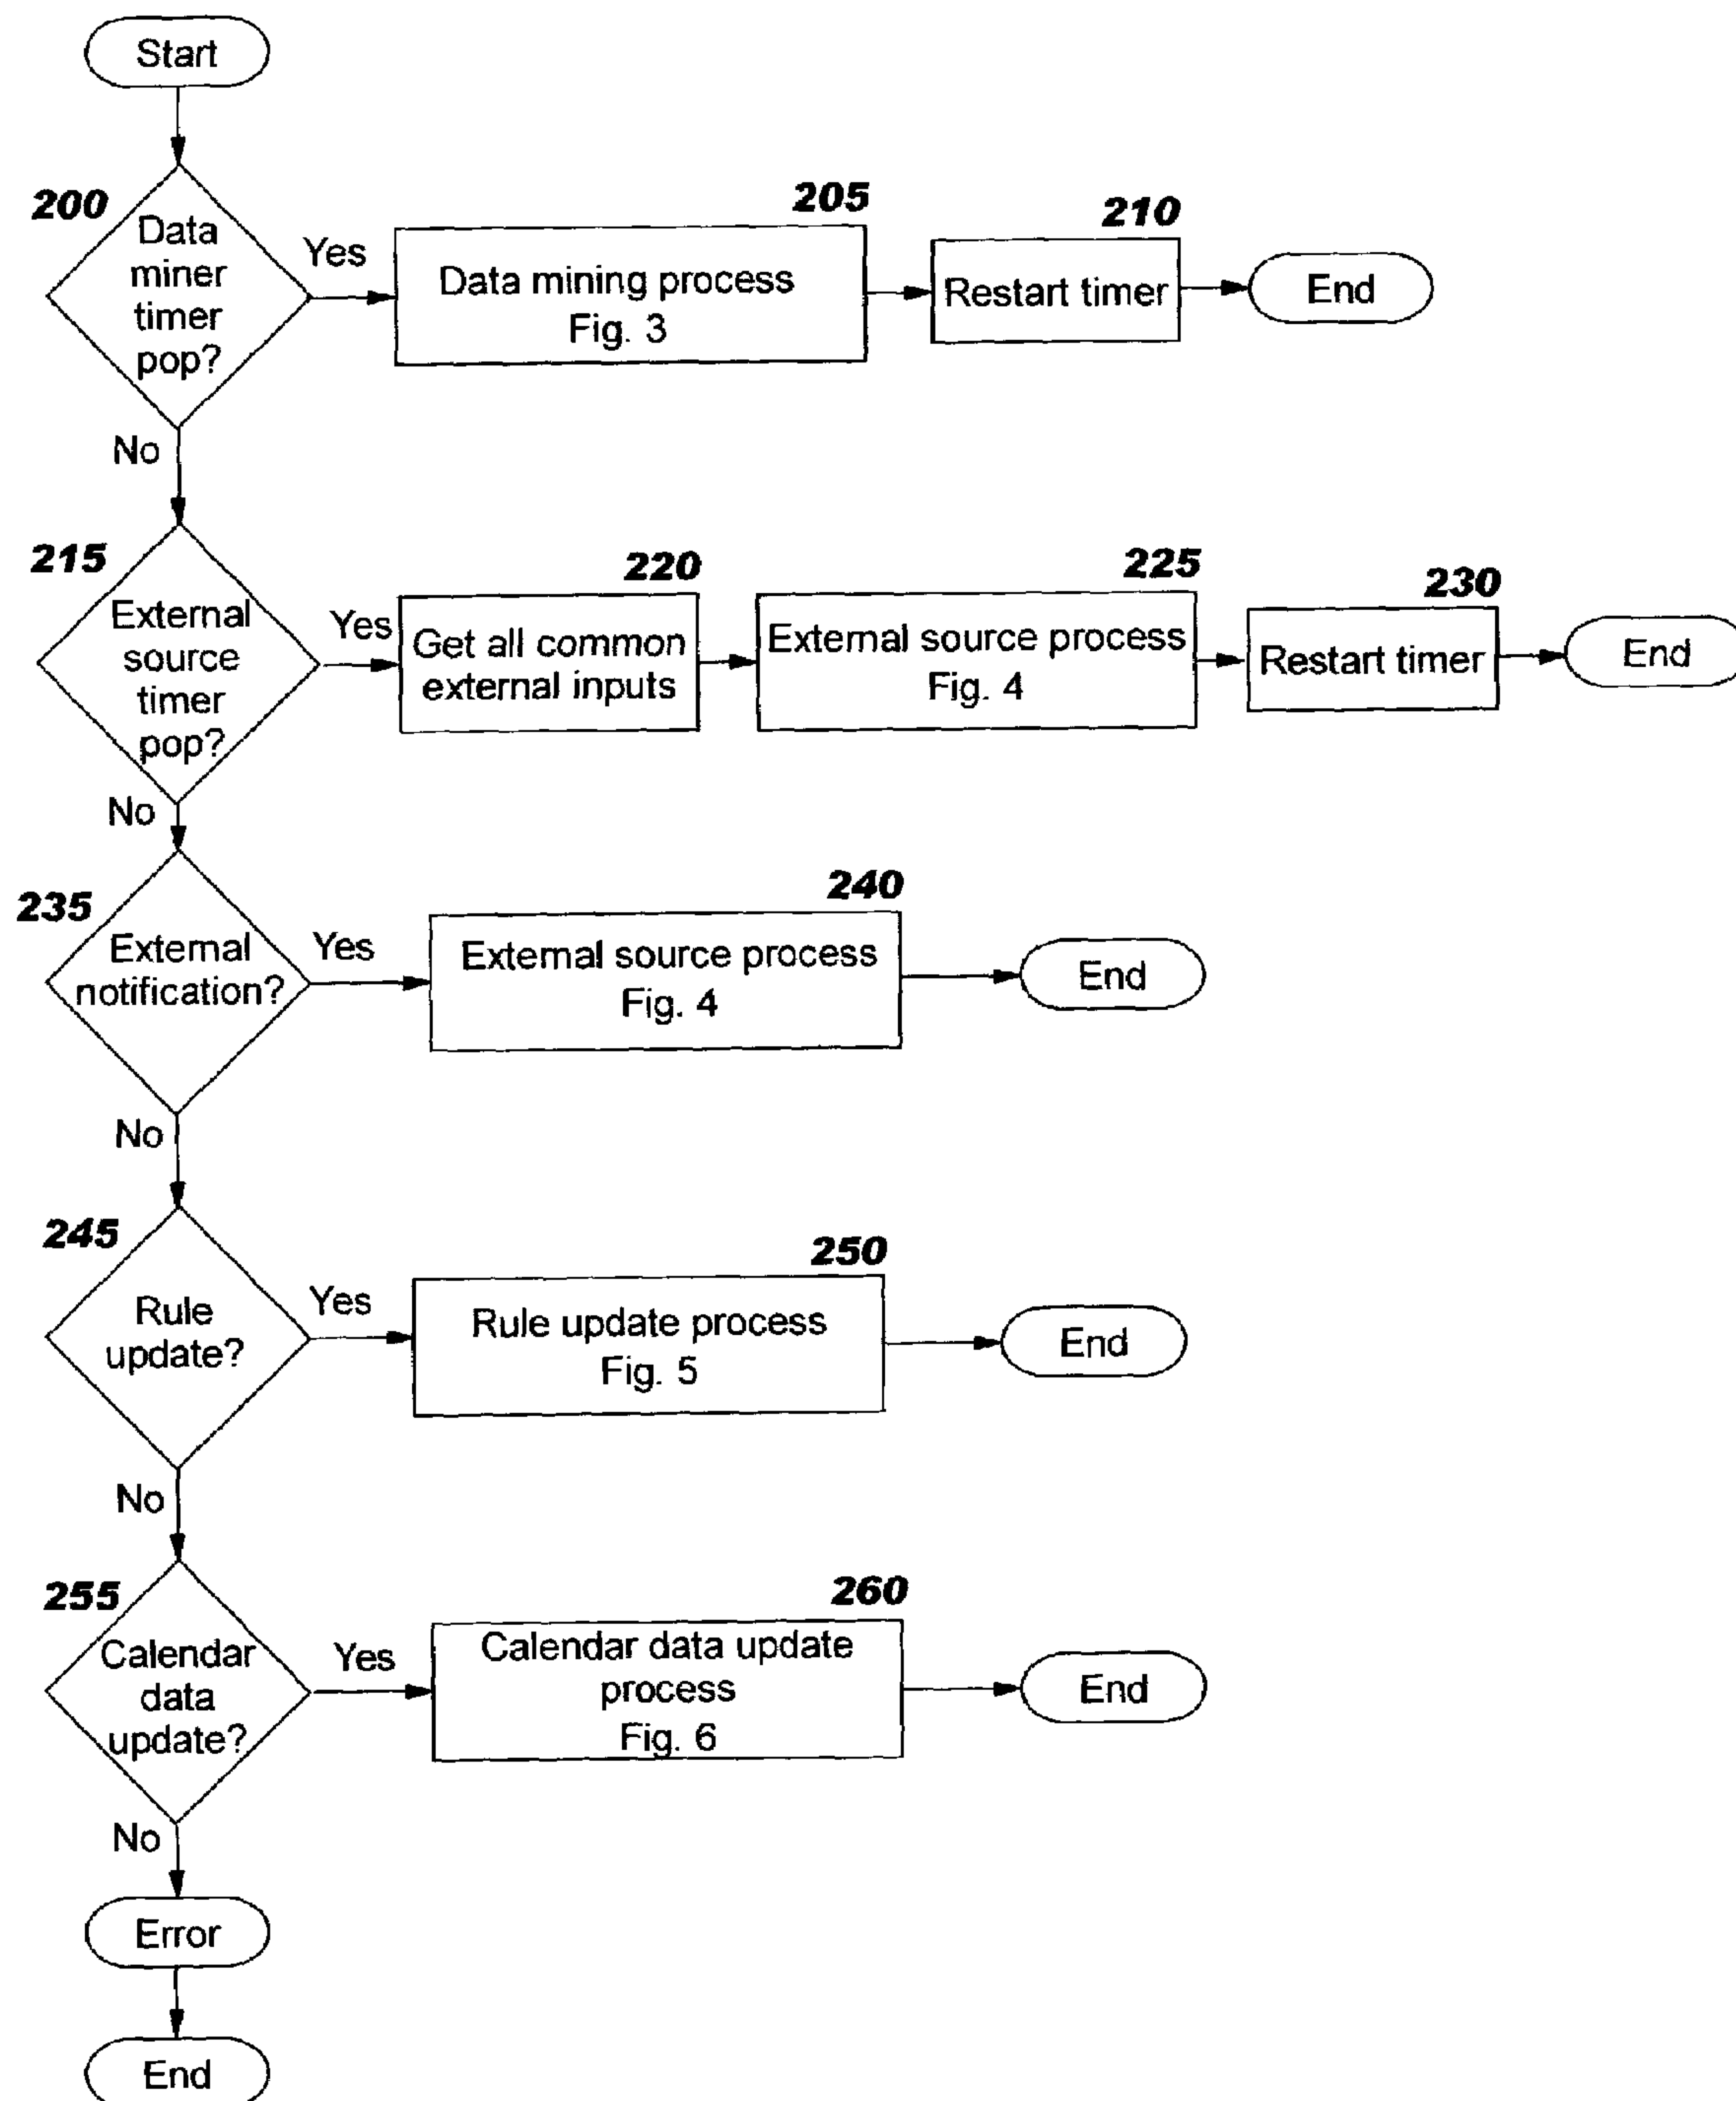 Start
200
Data
miner
timer
pop?
Yes
205
Data mining process
Fig. 3
210
Restart timer
End
No
215
External
source
timer
pop?
Yes
220
Get all common
external inputs
225
External source process
Fig. 4
230
Restart timer
End
No
235
External
notification?
Yes
240
External source process
Fig. 4
End
No
245
Rule
update?
Yes
250
Rule update process
Fig. 5
End
No
255
Calendar
data
update?
Yes
260
Calendar data update
process
Fig. 6
End
No
Error
End